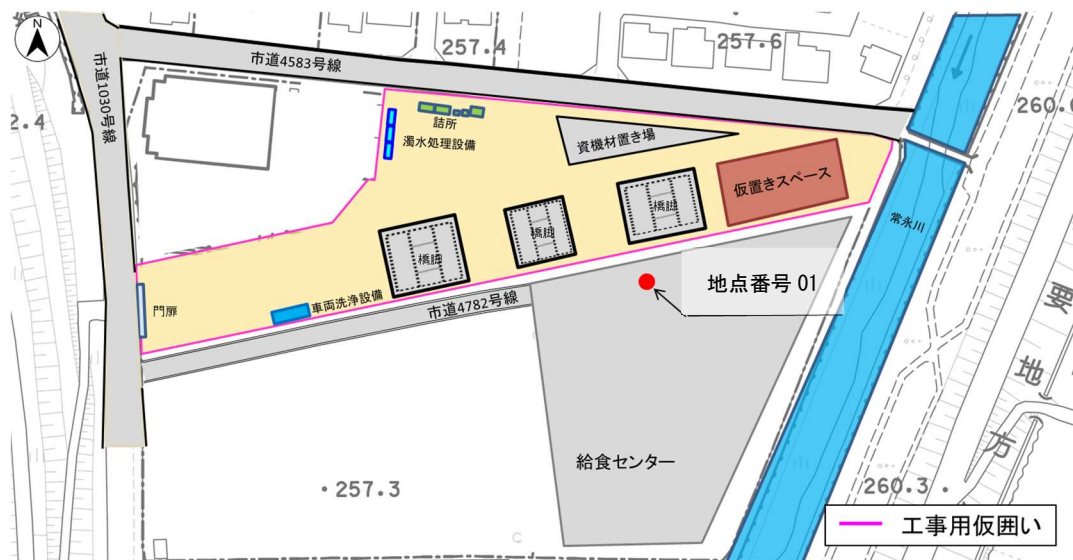 N
257.4
257.6
市道4583号線
市道1030号線
2.4
260.0
詰所
濁水処理設備
資機材置き場
仮置きスペース
橋脚
橋脚
橋脚
常永川
地点番号 01
門扉
車両洗浄設備
市道4782号線
給食センター
地
方
257.3
260.3
工事用仮囲い